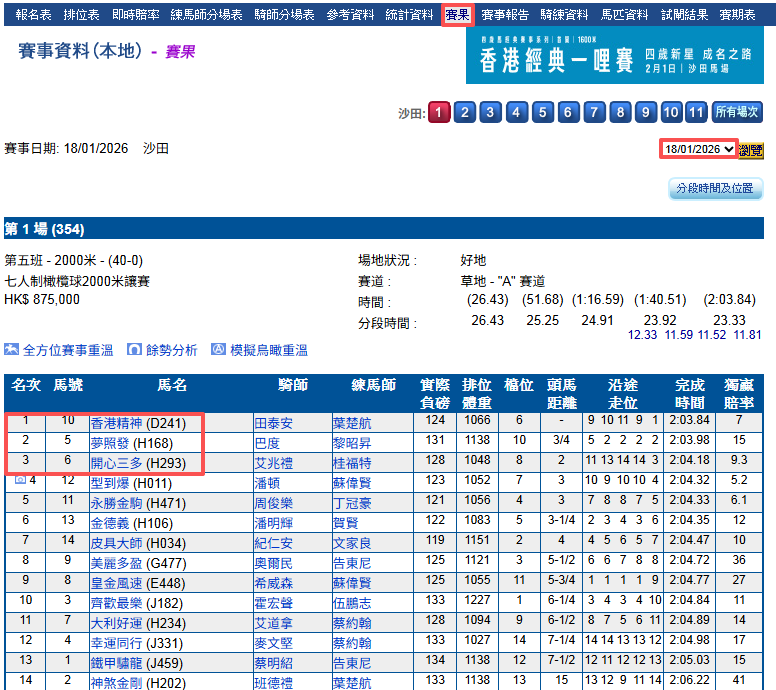 報名表 排位表 即時賠率 練馬師分場表 騎師分場表 參考資料 統計資料 賽果 賽事報告 騎練資料 馬匹資料 試閘結果 賽期表
賽事資料(本地) - 賽果
四歲馬經典賽事系列 | 首關 | 1600米
香港經典一哩賽
四歲新星 成名之路
2月1日 | 沙田馬場
沙田: 1 2 3 4 5 6 7 8 9 10 11 所有場次
賽事日期: 18/01/2026 沙田
18/01/2026 瀏覽
分段時間及位置
第 1 場 (354)
第五班 - 2000米 - (40-0) 場地狀況 : 好地
七人制橄欖球2000米讓賽 賽道 : 草地 - "A" 賽道
HK$ 875,000 時間 : (26.43) (51.68) (1:16.59) (1:40.51) (2:03.84)
分段時間 : 26.43 25.25 24.91 23.92 23.33
12.33 11.59 11.52 11.81
全方位賽事重溫 餘勢分析 模擬鳥瞰重溫
名次 馬號 馬名 騎師 練馬師 實際負磅 排位體重 檔位 頭馬距離 沿途走位 完成時間 獨贏賠率
1 10 香港精神 (D241) 田泰安 葉楚航 124 1066 6 - 9 10 11 9 1 2:03.84 7
2 5 夢照發 (H168) 巴度 黎昭昇 131 1138 10 3/4 5 2 2 2 2 2:03.98 15
3 6 開心三多 (H293) 艾兆禮 桂福特 128 1048 8 2 11 13 14 14 3 2:04.18 9.3
4 12 型到爆 (H011) 潘頓 蘇偉賢 123 1052 7 3 10 9 10 10 4 2:04.32 5.2
5 11 永勝金駒 (H471) 周俊樂 丁冠豪 121 1056 4 3 7 8 8 7 5 2:04.33 6.1
6 13 金德義 (H106) 潘明輝 賀賢 122 1083 5 3-1/4 2 3 4 3 6 2:04.35 12
7 14 皮具大師 (H034) 紀仁安 文家良 119 1151 2 4 4 5 6 5 7 2:04.47 10
8 9 美麗多盈 (G477) 奧爾民 告東尼 125 1121 3 5-1/2 6 6 7 8 8 2:04.72 36
9 8 皇金風速 (E448) 希威森 蘇偉賢 125 1055 11 5-3/4 1 1 1 1 9 2:04.77 27
10 3 齊歡最樂 (J182) 霍宏聲 伍鵬志 133 1227 1 6-1/4 3 4 3 4 10 2:04.84 11
11 7 大利好運 (H234) 艾道拿 蔡約翰 128 1094 9 6-1/2 8 7 5 6 11 2:04.89 14
12 4 幸運同行 (J331) 麥文堅 蔡約翰 133 1027 14 7-1/4 14 14 13 13 12 2:04.98 17
13 1 鐵甲驌龍 (J459) 蔡明紹 告東尼 134 1138 12 7-1/2 12 11 12 12 13 2:05.03 15
14 2 神煞金剛 (H202) 班德禮 葉楚航 133 1138 13 15 13 12 9 11 14 2:06.22 41